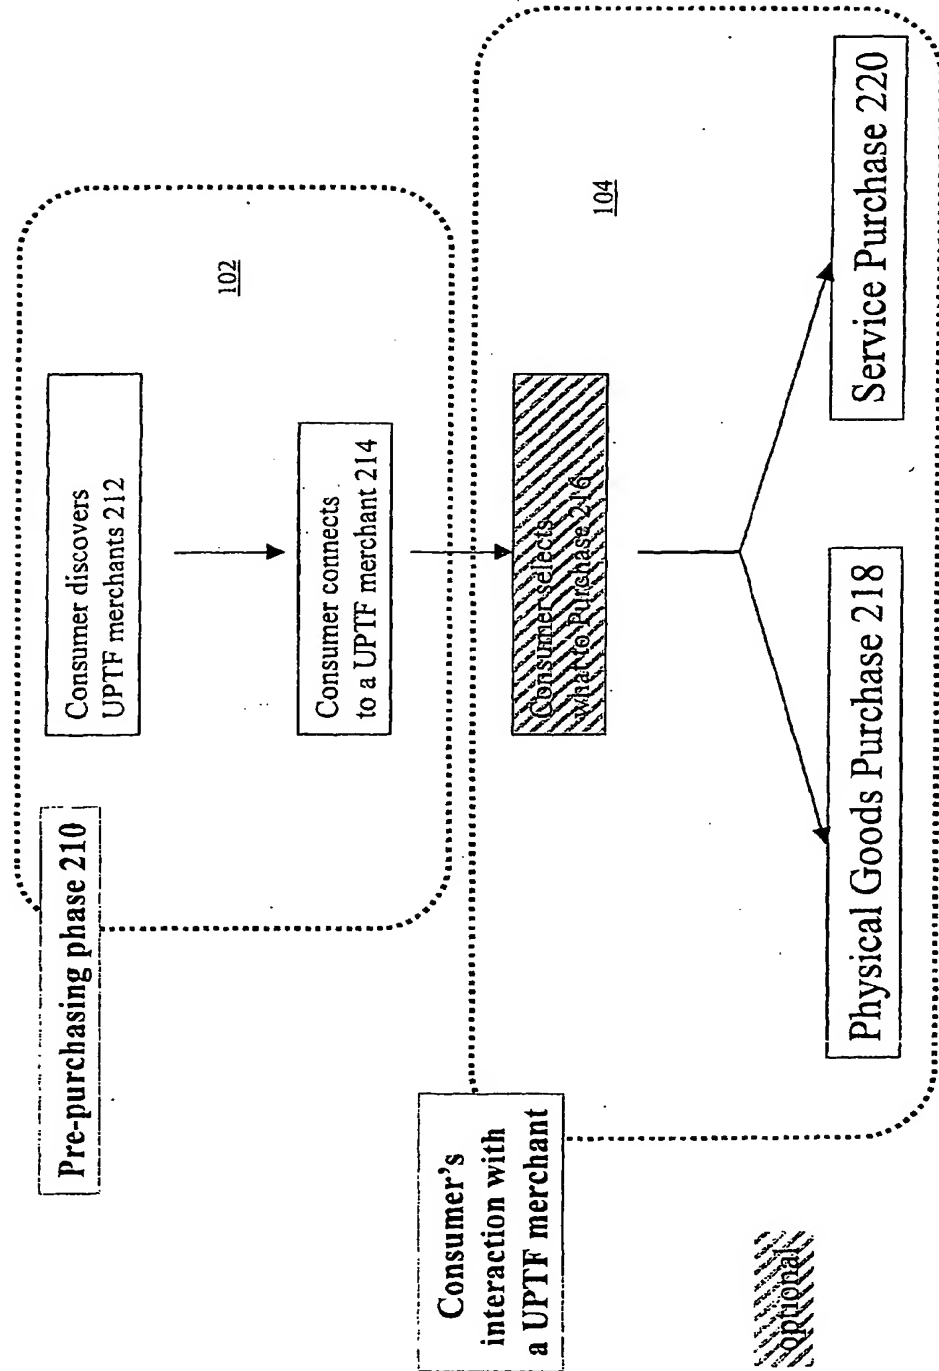 Pre-purchasing phase 210
Consumer discovers
UPTF merchants 212
102
Consumer connects
to a UPTF merchant 214
Consumer's
interaction with
a UPTF merchant
Consumer selects
what to Purchase 216
104
Physical Goods Purchase 218
Service Purchase 220
optional